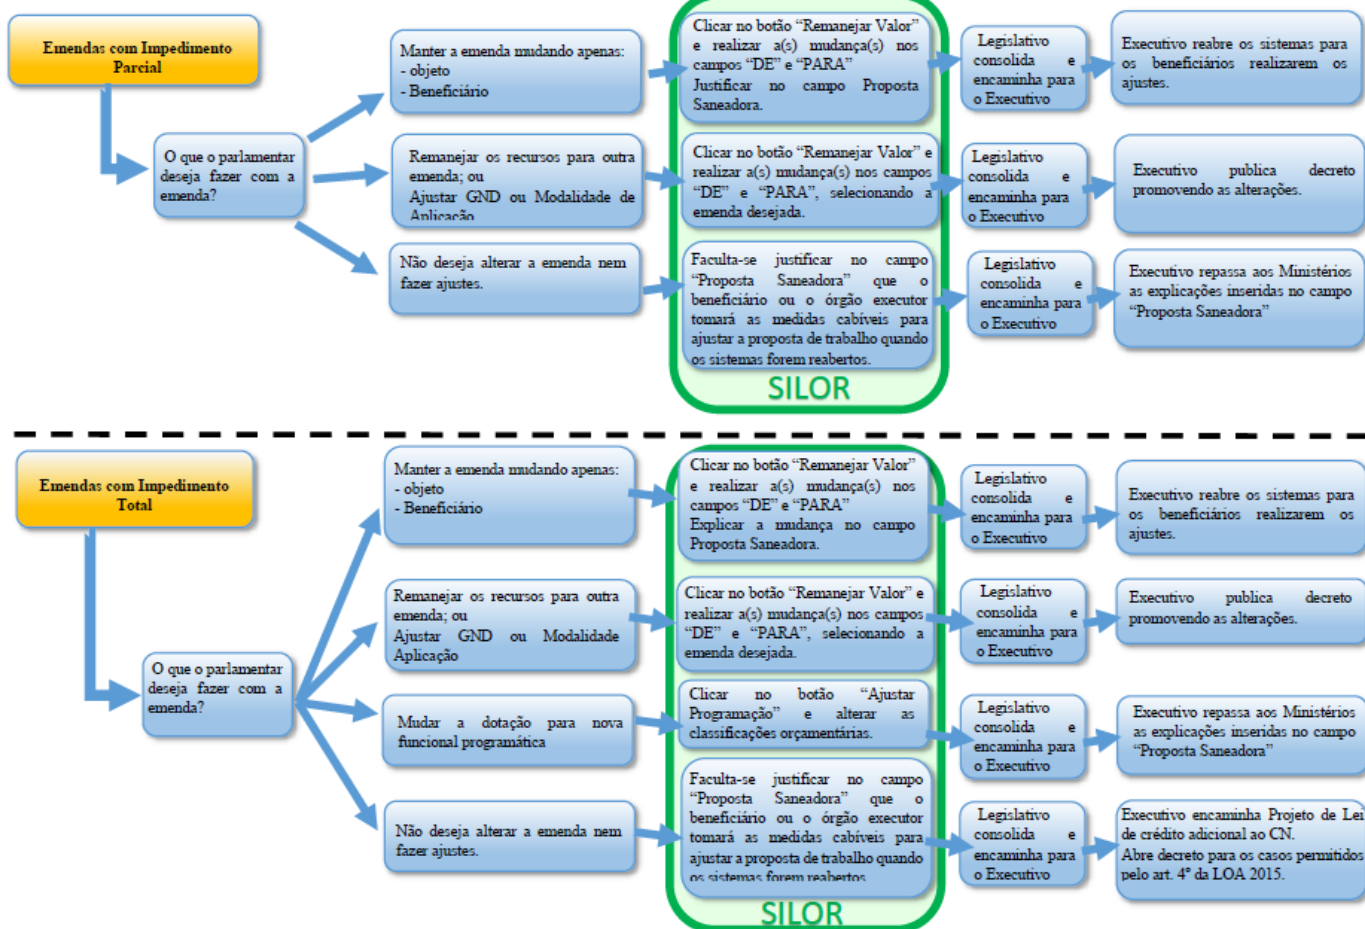 Emendas com Impedimento
Parcial
O que o parlamentar
deseja fazer com a
emenda?
Manter a emenda mudando apenas:
- objeto
- Beneficiário
Clicar no botão “Remanejar Valor”
e realizar a(s) mudança(s) nos
campos “DE” e “PARA”
Justificar no campo Proposta
Saneadora.
Legislativo
consolida e
encaminha para
o Executivo
Executivo reabre os sistemas para
os beneficiários realizarem os
ajustes.
Remanejar os recursos para outra
emenda; ou
Ajustar GND ou Modalidade de
Aplicação
Clicar no botão “Remanejar Valor” e
realizar a(s) mudança(s) nos campos
“DE” e “PARA”, selecionando a
emenda desejada.
Legislativo
consolida e
encaminha para
o Executivo
Executivo publica decreto
promovendo as alterações.
Não deseja alterar a emenda nem
fazer ajustes.
Faculta-se justificar no campo
“Proposta Saneadora” que o
beneficiário ou o órgão executor
tomará as medidas cabíveis para
ajustar a proposta de trabalho quando
os sistemas forem reabertos.
Legislativo
consolida e
encaminha para
o Executivo
Executivo repassa aos Ministérios
as explicações inseridas no campo
“Proposta Saneadora”
SILOR
Emendas com Impedimento
Total
O que o parlamentar
deseja fazer com a
emenda?
Manter a emenda mudando apenas:
- objeto
- Beneficiário
Clicar no botão “Remanejar Valor”
e realizar a(s) mudança(s) nos
campos “DE” e “PARA”
Explicar a mudança no campo
Proposta Saneadora.
Legislativo
consolida e
encaminha para
o Executivo
Executivo reabre os sistemas para
os beneficiários realizarem os
ajustes.
Remanejar os recursos para outra
emenda; ou
Ajustar GND ou Modalidade
Aplicação
Clicar no botão “Remanejar Valor” e
realizar a(s) mudança(s) nos campos
“DE” e “PARA”, selecionando a
emenda desejada.
Legislativo
consolida e
encaminha para
o Executivo
Executivo publica decreto
promovendo as alterações.
Mudar a dotação para nova
funcional programática
Clicar no botão “Ajustar
Programação” e alterar as
classificações orçamentárias.
Legislativo
consolida e
encaminha para
o Executivo
Executivo repassa aos Ministérios
as explicações inseridas no campo
“Proposta Saneadora”
Não deseja alterar a emenda nem
fazer ajustes.
Faculta-se justificar no campo
“Proposta Saneadora” que o
beneficiário ou o órgão executor
tomará as medidas cabíveis para
ajustar a proposta de trabalho quando
os sistemas forem reabertos
Legislativo
consolida e
encaminha para
o Executivo
Executivo encaminha Projeto de Lei
de crédito adicional ao CN.
Abre decreto para os casos permitidos
pelo art. 4º da LOA 2015.
SILOR